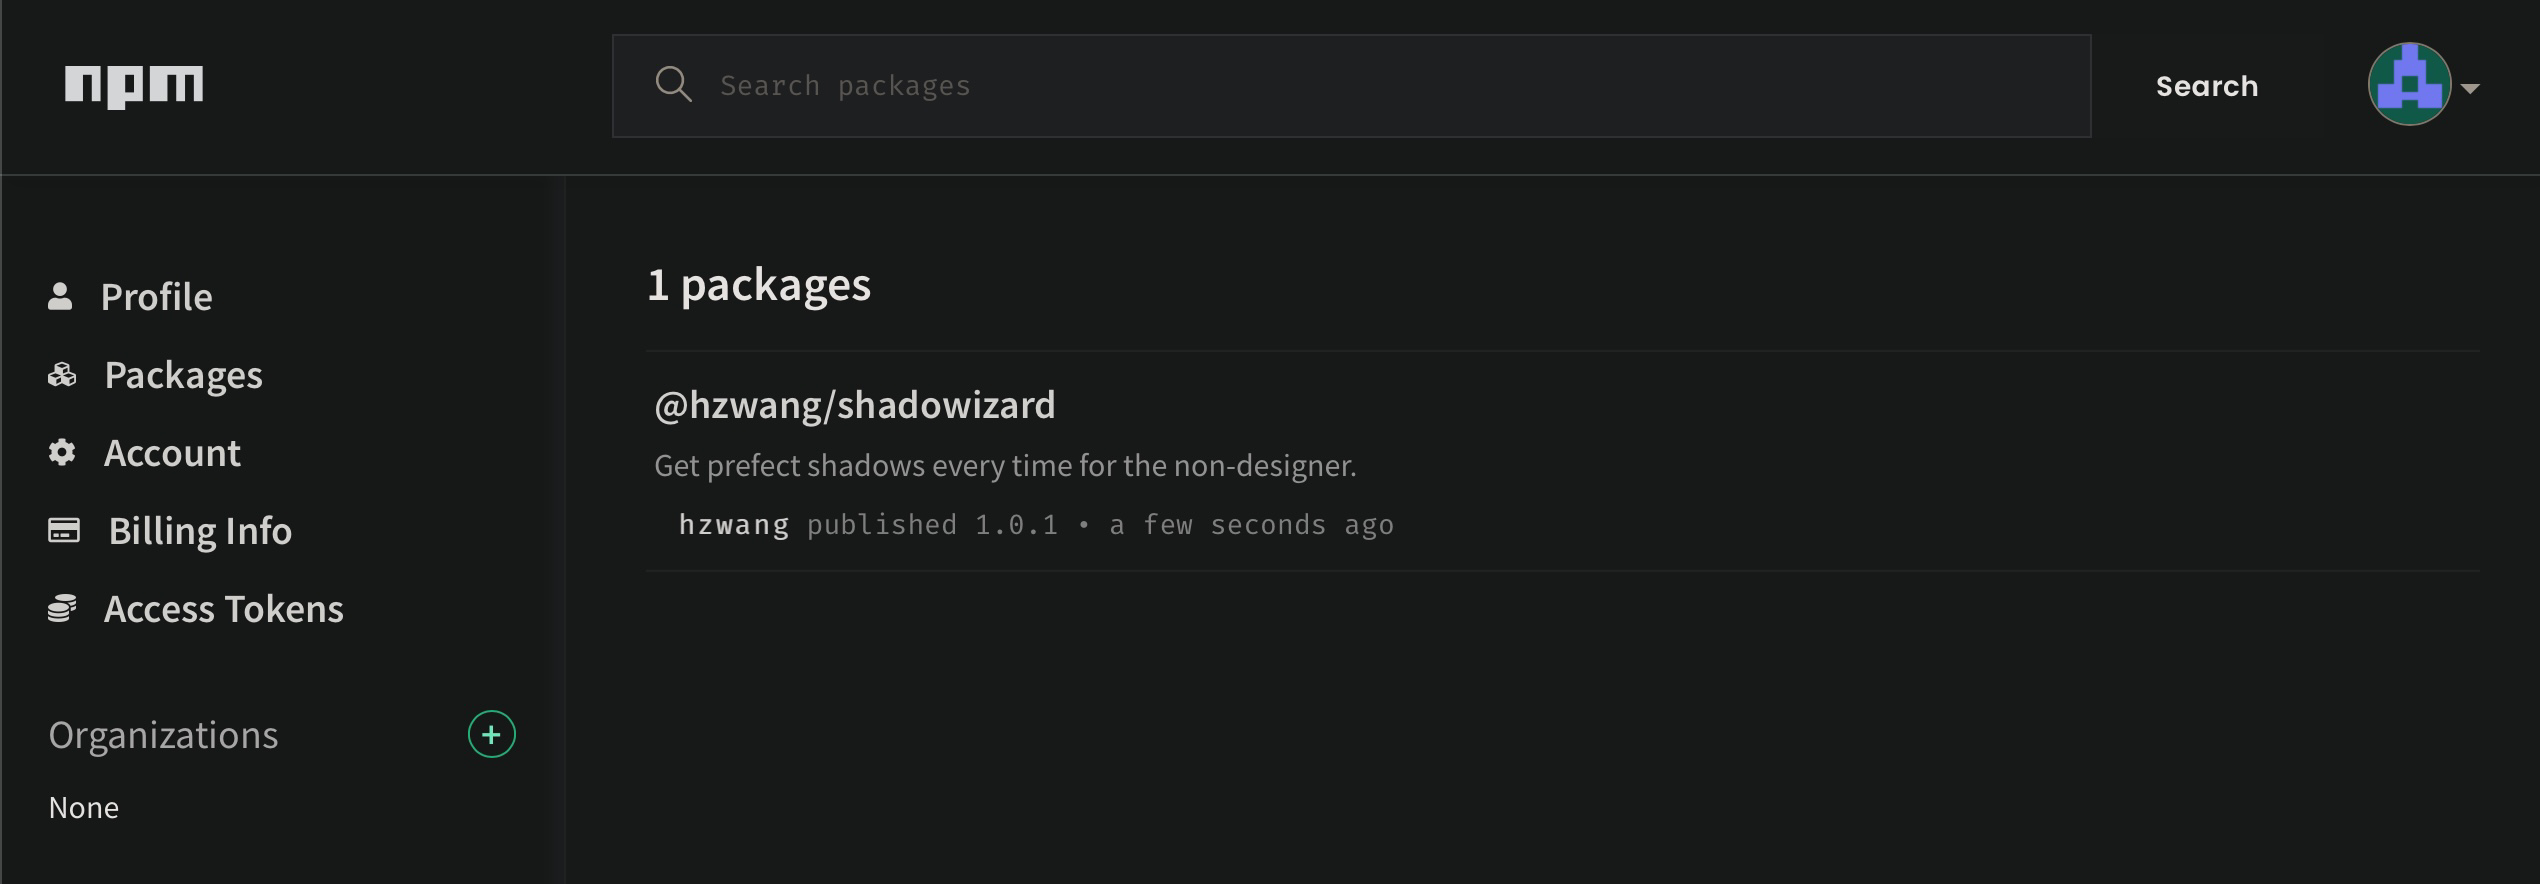 npm
Search packages
Search
Profile
Packages
Account
Billing Info
Access Tokens
Organizations
+
None
1 packages
@hzwang/shadowizard
Get prefect shadows every time for the non-designer.
hzwang published 1.0.1 • a few seconds ago